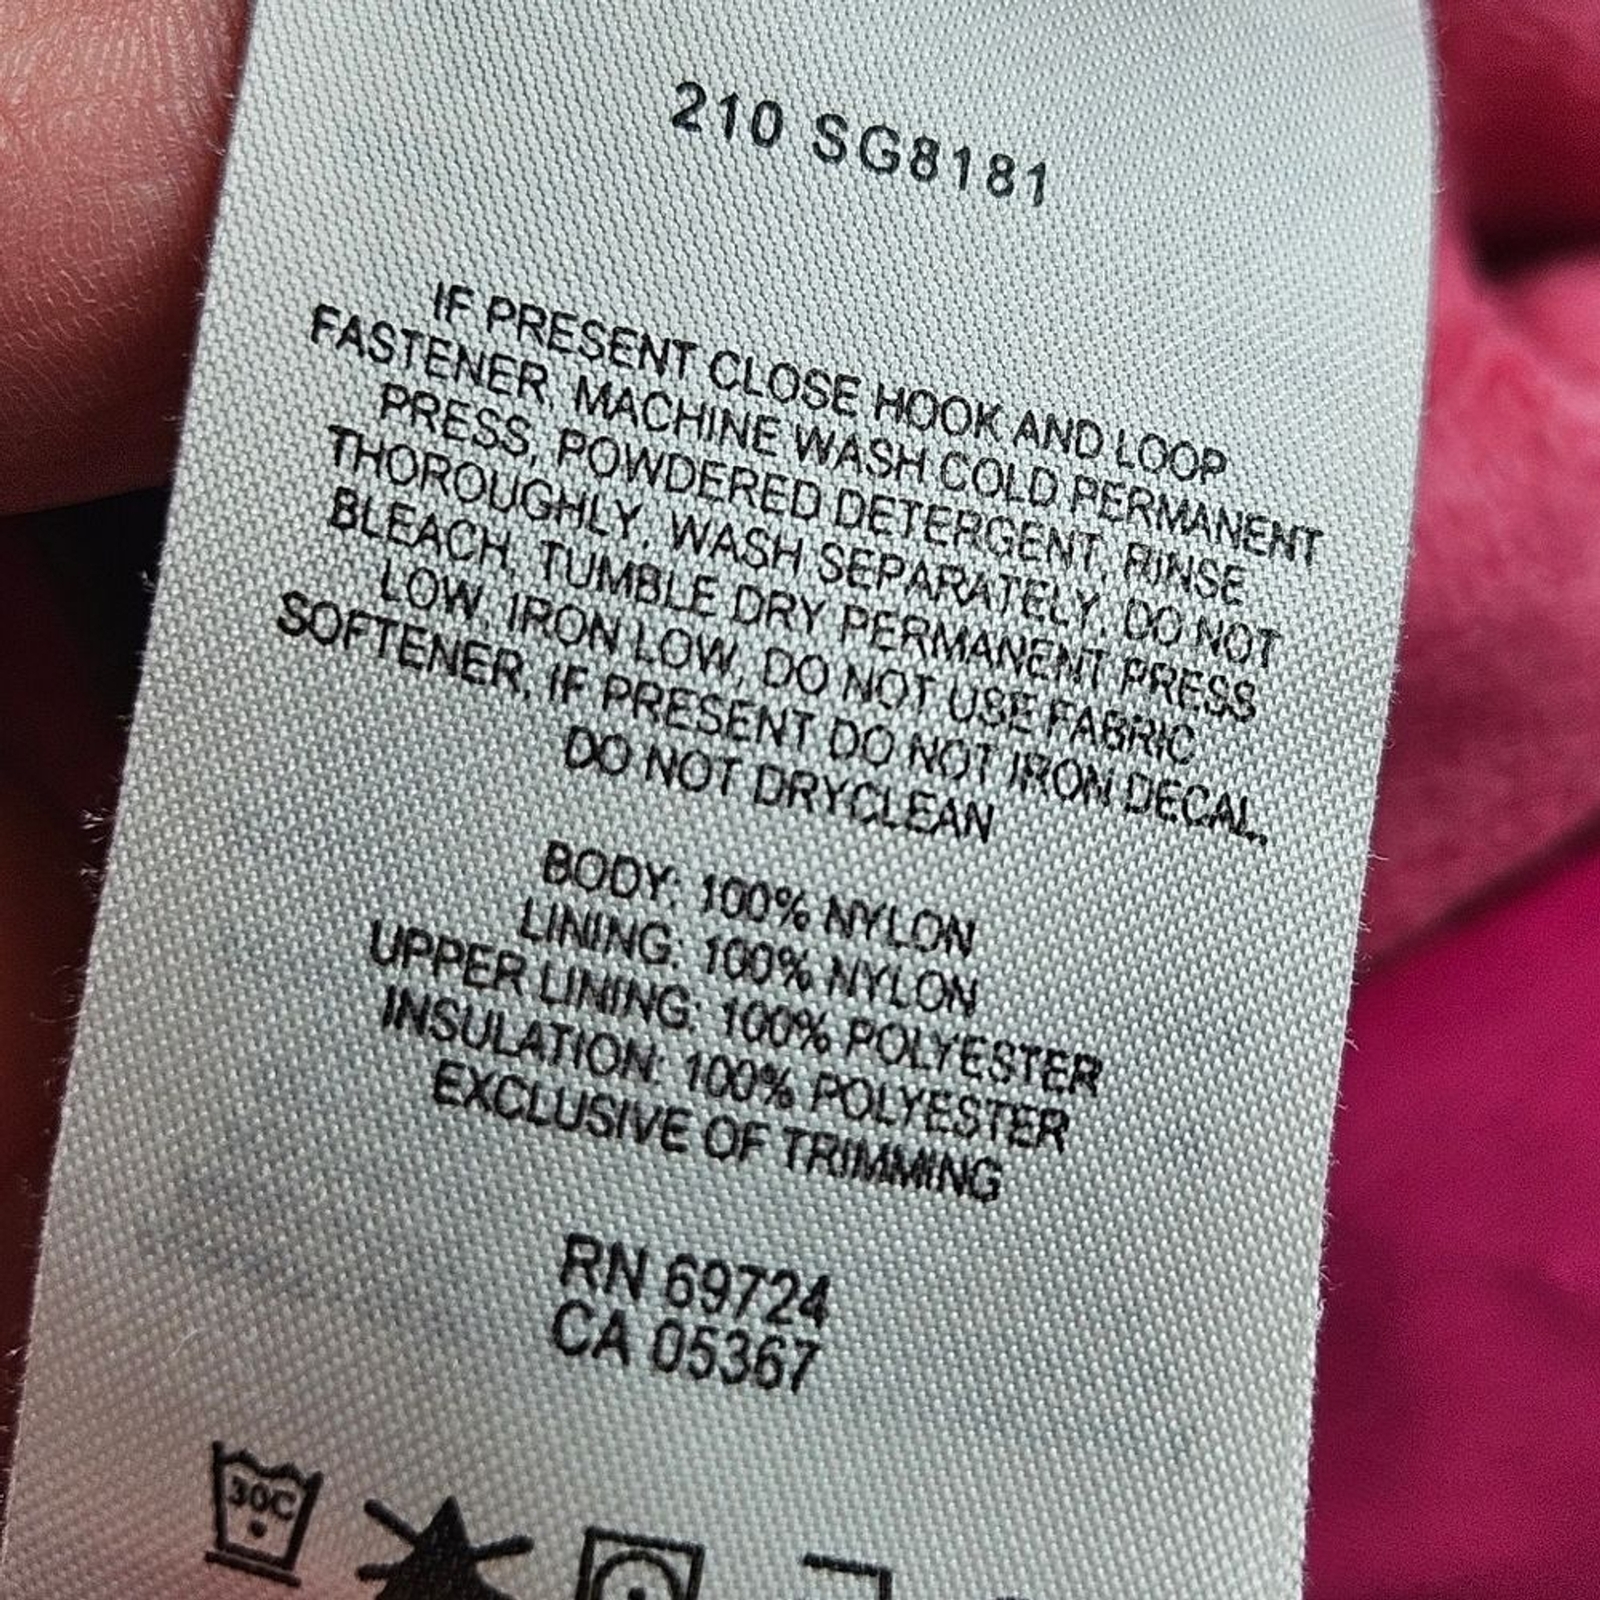 210 SG8181
IF PRESENT CLOSE HOOK AND LOOP
FASTENER, MACHINE WASH COLD PERMANENT
PRESS, POWDERED DETERGENT, RINSE
THOROUGHLY, WASH SEPARATELY, DO NOT
BLEACH, TUMBLE DRY PERMANENT PRESS
LOW, IRON LOW, DO NOT USE FABRIC
SOFTENER, IF PRESENT DO NOT IRON DECAL,
DO NOT DRYCLEAN
BODY: 100% NYLON
LINING: 100% NYLON
UPPER LINING: 100% POLYESTER
INSULATION: 100% POLYESTER
EXCLUSIVE OF TRIMMING
RN 69724
CA 05367
30C